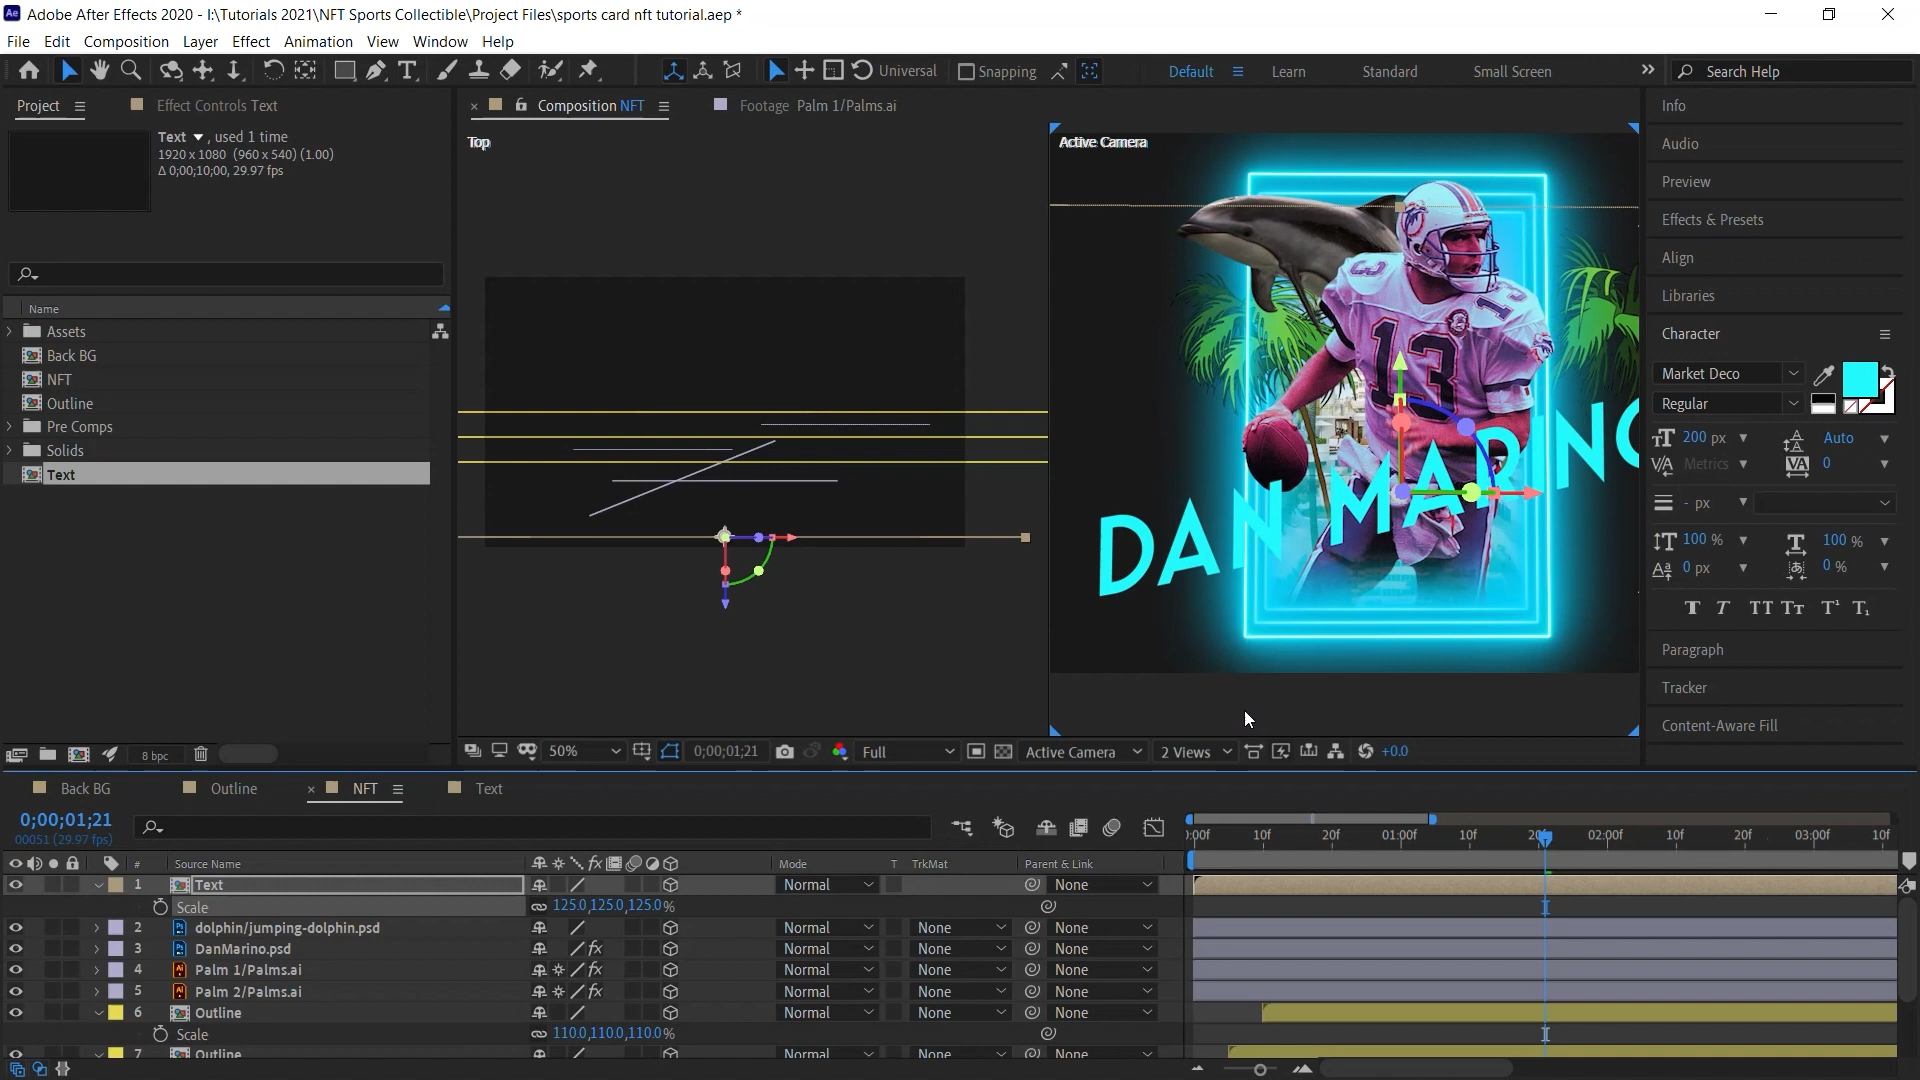 Adobe After Effects 2020 - I:\Tutorials 2021\NFT Sports Collectible\Project Files\sports card nft tutorial.aep *
File Edit Composition Layer Effect Animation View Window Help
Universal Snapping Default Learn Standard Small Screen Search Help
Project Effect Controls Text
Text , used 1 time
1920 x 1080 (960 x 540) (1.00)
Δ 0;00;10;00, 29.97 fps
Name
Assets
Back BG
NFT
Outline
Pre Comps
Solids
Text
8 bpc
Composition NFT Footage Palm 1/Palms.ai
Top
Active Camera
13
13
13
DAN MARINO
50% 0;00;01;21 Full Active Camera 2 Views +0.0
Info
Audio
Preview
Effects & Presets
Align
Libraries
Character
Market Deco
Regular
200 px Auto
Metrics 0
- px
100 % 100 %
0 px 0 %
Paragraph
Tracker
Content-Aware Fill
Back BG Outline NFT Text
0;00;01;21
00051 (29.97 fps)
# Source Name Mode T TrkMat Parent & Link
):00f 10f 20f 01:00f 10f 20f 02:00f 10f 20f 03:00f 10f
1 Text Normal None
Scale 125.0,125.0,125.0%
2 dolphin/jumping-dolphin.psd Normal None None
3 DanMarino.psd Normal None None
4 Palm 1/Palms.ai Normal None None
5 Palm 2/Palms.ai Normal None None
6 Outline Normal None None
Scale 110.0,110.0,110.0%
7 Outline Normal None None